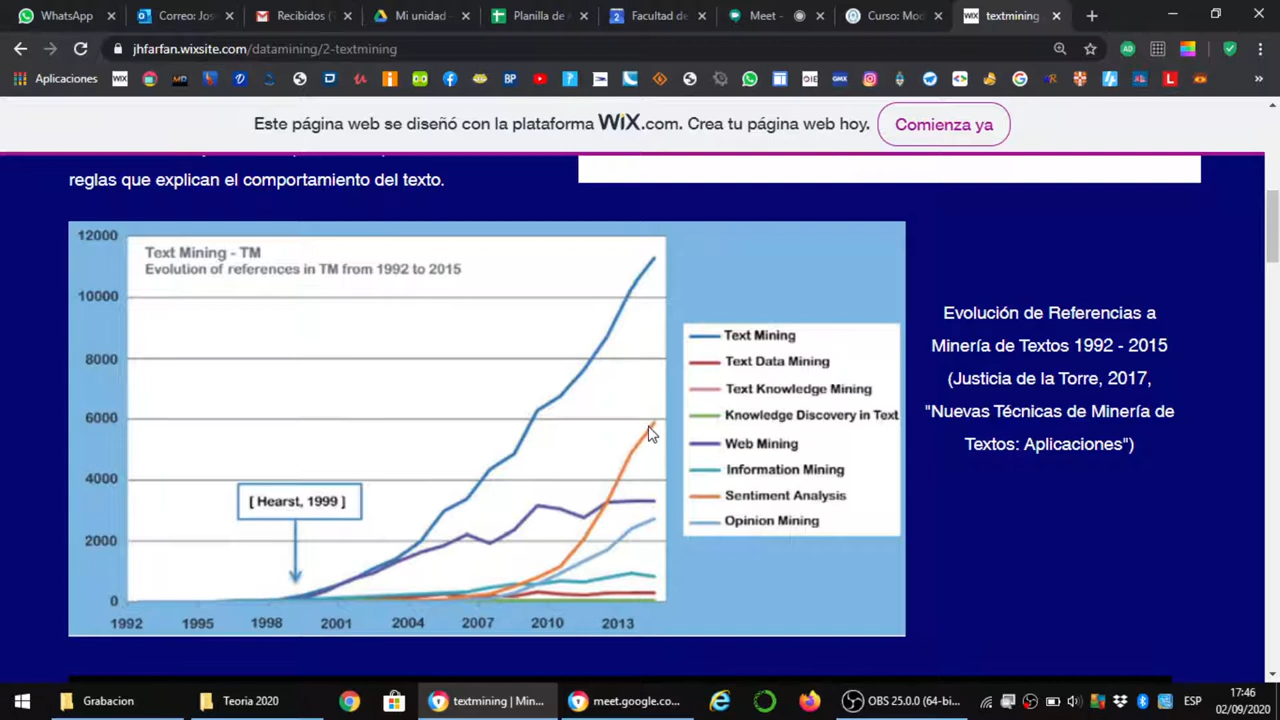 WhatsApp
Correo: Jos
Recibidos (
Mi unidad -
Planilla de
Facultad de
Meet -
Curso: Mod
WIX textmining
jhfarfan.wixsite.com/datamining/2-textmining
Aplicaciones
Este página web se diseñó con la plataforma WiX.com. Crea tu página web hoy.
Comienza ya
reglas que explican el comportamiento del texto.
Text Mining - TM
Evolution of references in TM from 1992 to 2015
12000
10000
8000
6000
4000
2000
0
[ Hearst, 1999 ]
1992 1995 1998 2001 2004 2007 2010 2013
Text Mining
Text Data Mining
Text Knowledge Mining
Knowledge Discovery in Text
Web Mining
Information Mining
Sentiment Analysis
Opinion Mining
Evolución de Referencias a
Minería de Textos 1992 - 2015
(Justicia de la Torre, 2017,
"Nuevas Técnicas de Minería de
Textos: Aplicaciones")
Grabacion
Teoria 2020
textmining | Min...
meet.google.co...
OBS 25.0.0 (64-bi...
ESP
17:46
02/09/2020